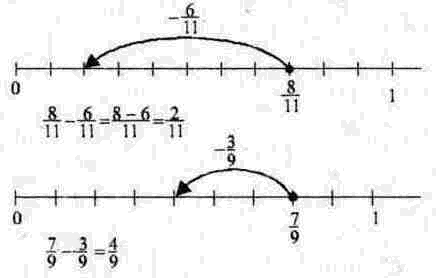 -6/11
0 8/11 1
8/11 - 6/11 = 8-6/11 = 2/11
-3/9
0 7/9 1
7/9 - 3/9 = 4/9